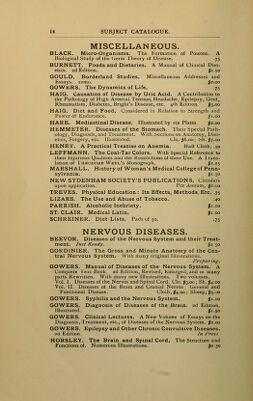 14 SUBJECT CATALOGUE.
MISCELLANEOUS.
BLACK. Micro-Organisms. The Formation of Poisons. A
Biological Study of the Germ Theory of Disease. .75
BURNETT. Foods and Dietaries. A Manual of Clinical Diet-
etics. 2d Edition. $1.50
GOULD. Borderland Studies. Miscellaneous Addresses and
Essays. 12mo. $2.00
GOWERS. The Dynamics of Life. .75
HAIG. Causation of Disease by Uric Acid. A Contribution to
the Pathology of High Arterial Tension, Headache, Epilepsy, Gout,
Rheumatism, Diabetes, Bright's Disease, etc. 4th Edition. $3.00
HAIG. Diet and Food. Considered in Relation to Strength and
Power of Endurance. $1.00
HARE. Mediastinal Disease. Illustrated by six Plates. $2.00
HEMMETER. Diseases of the Stomach. Their Special Path-
ology, Diagnosis, and Treatment. With Sections on Anatomy, Diet-
etics, Surgery, etc. Illustrated.
HENRY. A Practical Treatise on Anemia. Half Cloth, .50
LEFFMANN. The Coal-Tar Colors. With Special Reference to
their Injurious Qualities and the Restrictions of their Use. A Trans-
lation of Theodore Weyl's Monograph. $1.25
MARSHALL. History of Woman's Medical College of Penn-
sylvania. $1.50
NEW SYDENHAM SOCIETY'S PUBLICATIONS. Circulars
upon application. Per Annum, $8.00
TREVES. Physical Education: Its Effects, Methods, Etc. .75
LIZARS. The Use and Abuse of Tobacco. .40
PARRISH. Alcoholic Inebriety. $1.00
ST. CLAIR. Medical Latin. $1.00
SCHREINER. Diet Lists. Pads of 50. .75
NERVOUS DISEASES.
BEEVOR. Diseases of the Nervous System and their Treat-
ment. Just Ready. $2.50
GORDINIER. The Gross and Minute Anatomy of the Cen-
tral Nervous System. With many original Illustrations.
Preparing.
GOWERS. Manual of Diseases of the Nervous System. A
Complete Text-Book. 2d Edition, Revised, Enlarged, and in many
parts Rewritten. With many new Illustrations. Two volumes.
Vol. I. Diseases of the Nerves and Spinal Cord. Clo. $3.00; Sh. $4.00
Vol. II. Diseases of the Brain and Cranial Nerves: General and
Functional Disease. Cloth, $4.00; Sheep, $5.00
GOWERS. Syphilis and the Nervous System. $1.00
GOWERS. Diagnosis of Diseases of the Brain. 2d Edition.
Illustrated. $1.50
GOWERS. Clinical Lectures. A New Volume of Essays on the
Diagnosis, Treatment, etc., of Diseases of the Nervous System. $2.00
GOWERS. Epilepsy and Other Chronic Convulsive Diseases.
2d Edition. In Press.
HORSLEY. The Brain and Spinal Cord. The Structure and
Functions of. Numerous Illustrations. $2.50